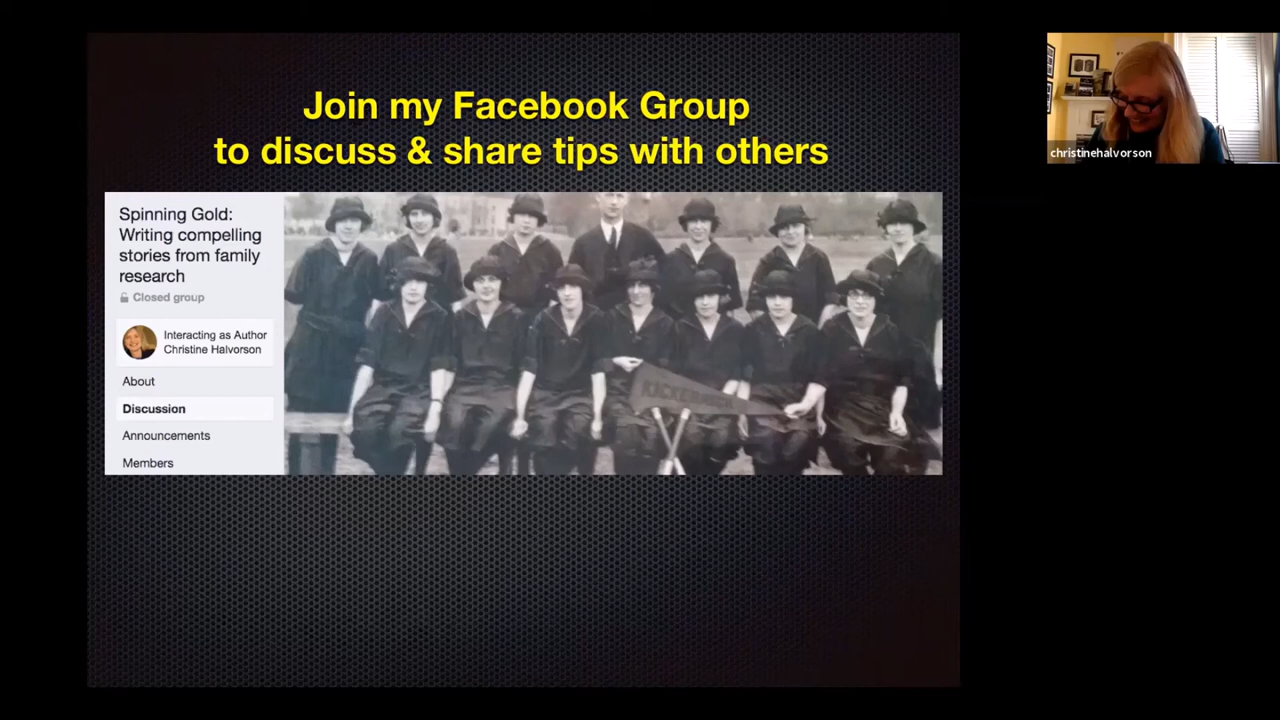 Join my Facebook Group
to discuss & share tips with others
Spinning Gold:
Writing compelling
stories from family
research
Closed group
Interacting as Author
Christine Halvorson
About
Discussion
Announcements
Members
christinehalvorson